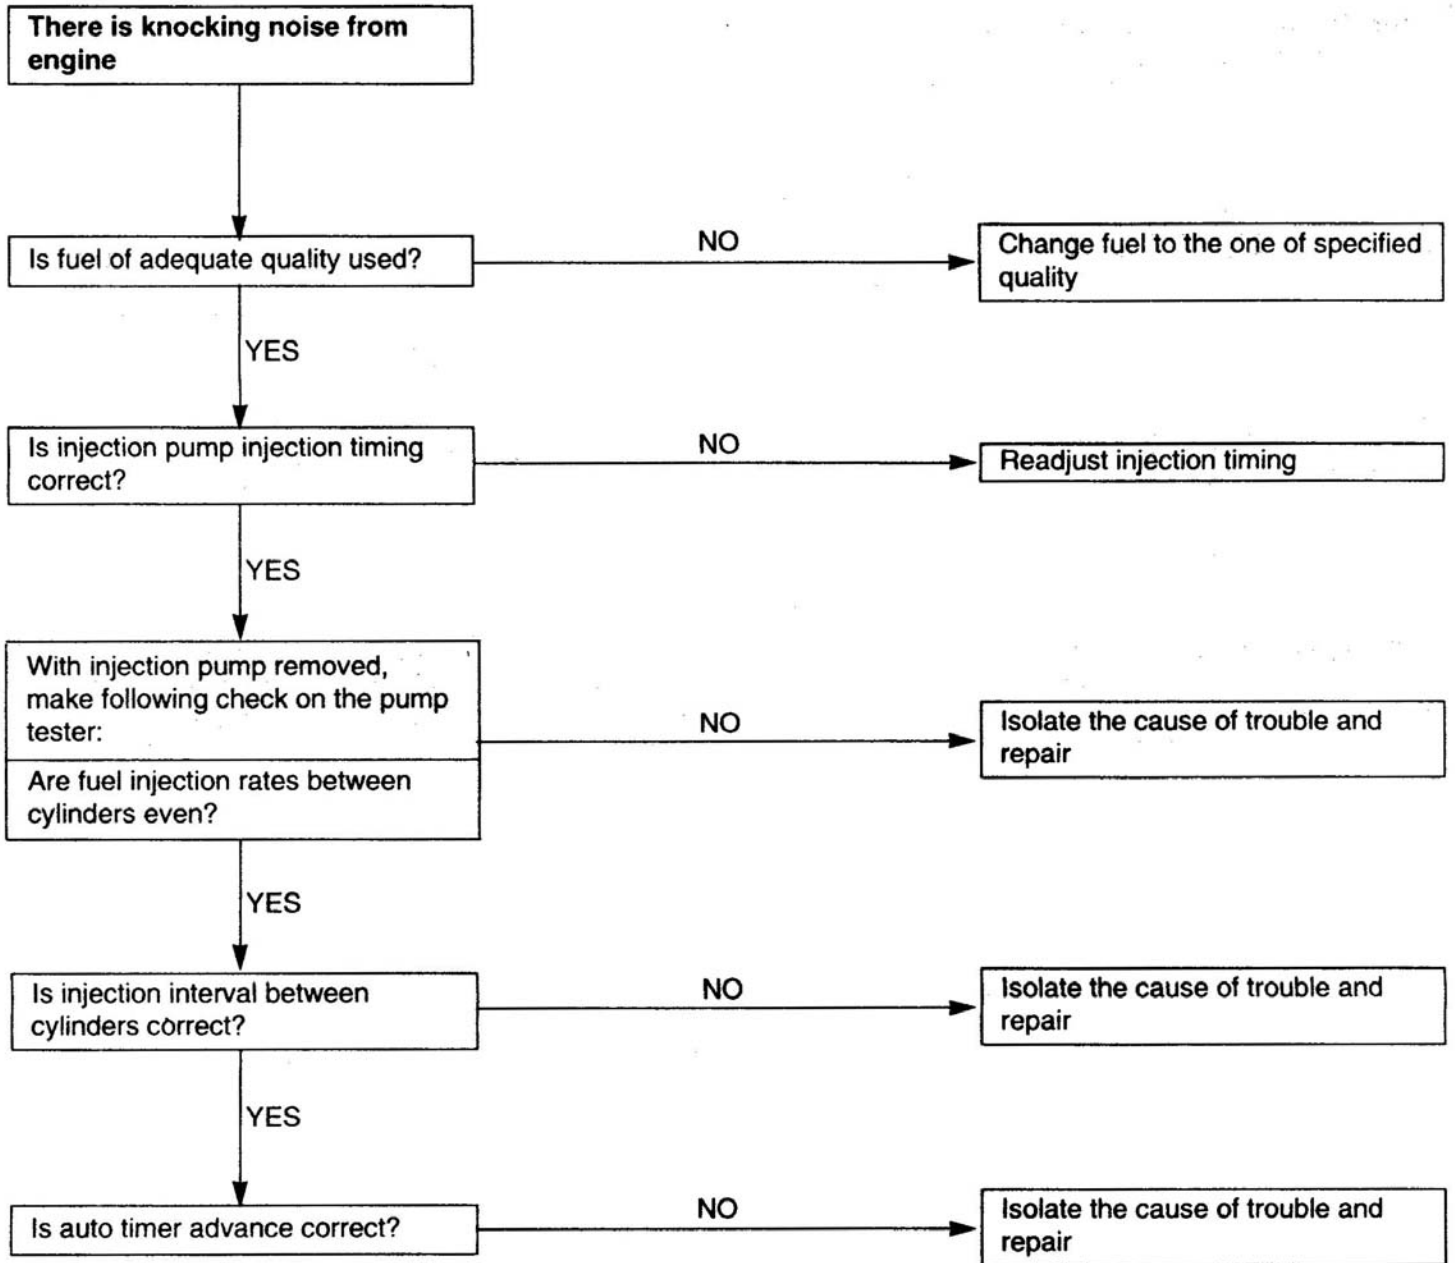 There is knocking noise from
engine
Is fuel of adequate quality used?
NO
Change fuel to the one of specified
quality
YES
Is injection pump injection timing
correct?
NO
Readjust injection timing
YES
With injection pump removed,
make following check on the pump
tester:
Are fuel injection rates between
cylinders even?
NO
Isolate the cause of trouble and
repair
YES
Is injection interval between
cylinders correct?
NO
Isolate the cause of trouble and
repair
YES
Is auto timer advance correct?
NO
Isolate the cause of trouble and
repair